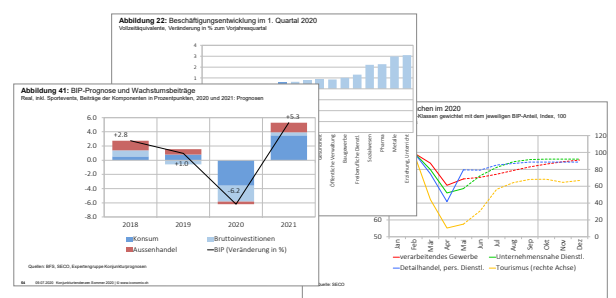 Abbildung 22: Beschäftigungsentwicklung im 1. Quartal 2020
Vollzeitäquivalente, Veränderung in % zum Vorjahresquartal
4
3
2
1
0
Öffentliche Verwaltung
Baugewerbe
Freiberufliche Dienstl.
Sozialwesen
Pharma
Metalle
Erziehung, Unterricht
Abbildung 41: BIP-Prognose und Wachstumsbeiträge
Real, inkl. Sportevents, Beiträge der Komponenten in Prozentpunkten, 2020 und 2021: Prognosen
6.0
4.0
2.0
0.0
-2.0
-4.0
-6.0
-8.0
+2.8
+1.0
-6.2
+5.3
2018 2019 2020 2021
Konsum Bruttoinvestitionen
Aussenhandel BIP (Veränderung in %)
Quellen: BFS, SECO, Expertengruppe Konjunkturprognosen
chen im 2020
Klassen gewichtet mit dem jeweiligen BIP-Anteil, Index, 100
120
100
80
60
40
20
0
60
50
Jan Feb Mär Apr Mai Jun Jul Aug Sep Okt Nov Dez
verarbeitendes Gewerbe Unternehmensnahe Dienstl.
Detailhandel, pers. Dienstl. Tourismus (rechte Achse)
Quelle: SECO